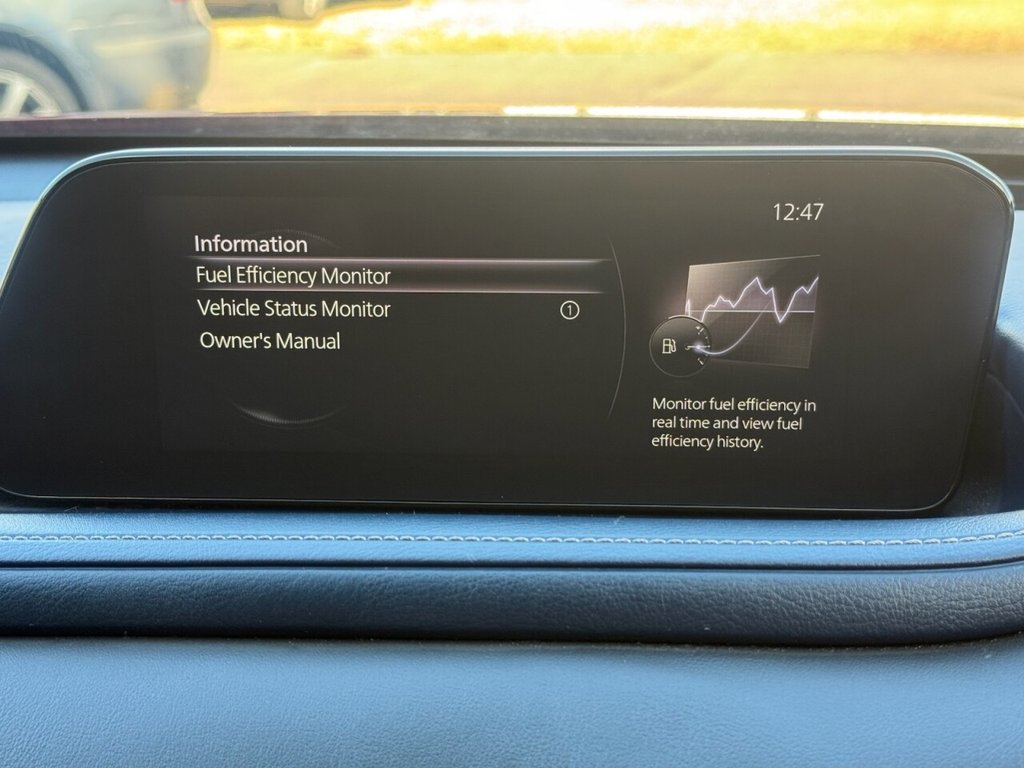 12:47
Information
Fuel Efficiency Monitor
Vehicle Status Monitor 1
Owner's Manual
Monitor fuel efficiency in
real time and view fuel
efficiency history.